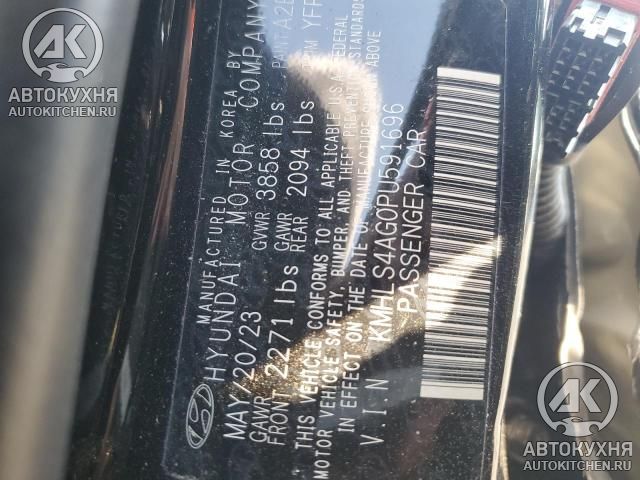 АВТОКУХНЯ
AUTOKITCHEN.RU
MANUFACTURED IN KOREA BY
HYUNDAI MOTOR COMPANY
MAY/20/23 GVWR 3858 lbs
GAWR FRONT 2271 lbs GAWR REAR 2094 lbs
THIS VEHICLE CONFORMS TO ALL APPLICABLE U.S.A FEDERAL
MOTOR VEHICLE SAFETY, BUMPER, AND THEFT PREVENTION STANDARDS
IN EFFECT ON THE DATE OF MANUFACTURE SHOWN ABOVE
V.I.N KMHLS4AG0PU591696
PASSENGER CAR
АВТОКУХНЯ
AUTOKITCHEN.RU